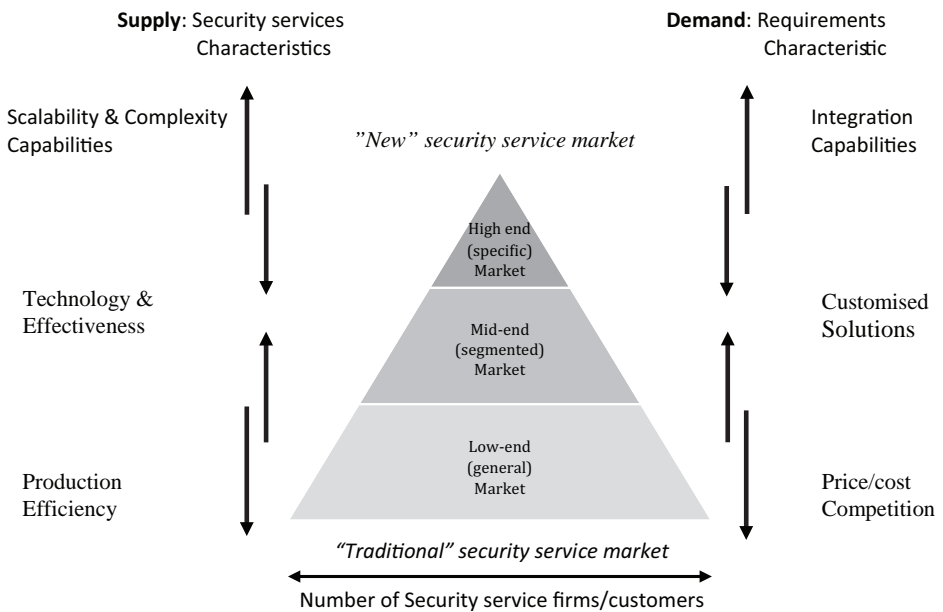 Supply: Security services
Characteristics
Demand: Requirements
Characteristic
Scalability & Complexity
Capabilities
”New” security service market
Integration
Capabilities
High end
(specific)
Market
Technology &
Effectiveness
Customised
Solutions
Mid-end
(segmented)
Market
Low-end
(general)
Market
Production
Efficiency
Price/cost
Competition
“Traditional” security service market
Number of Security service firms/customers